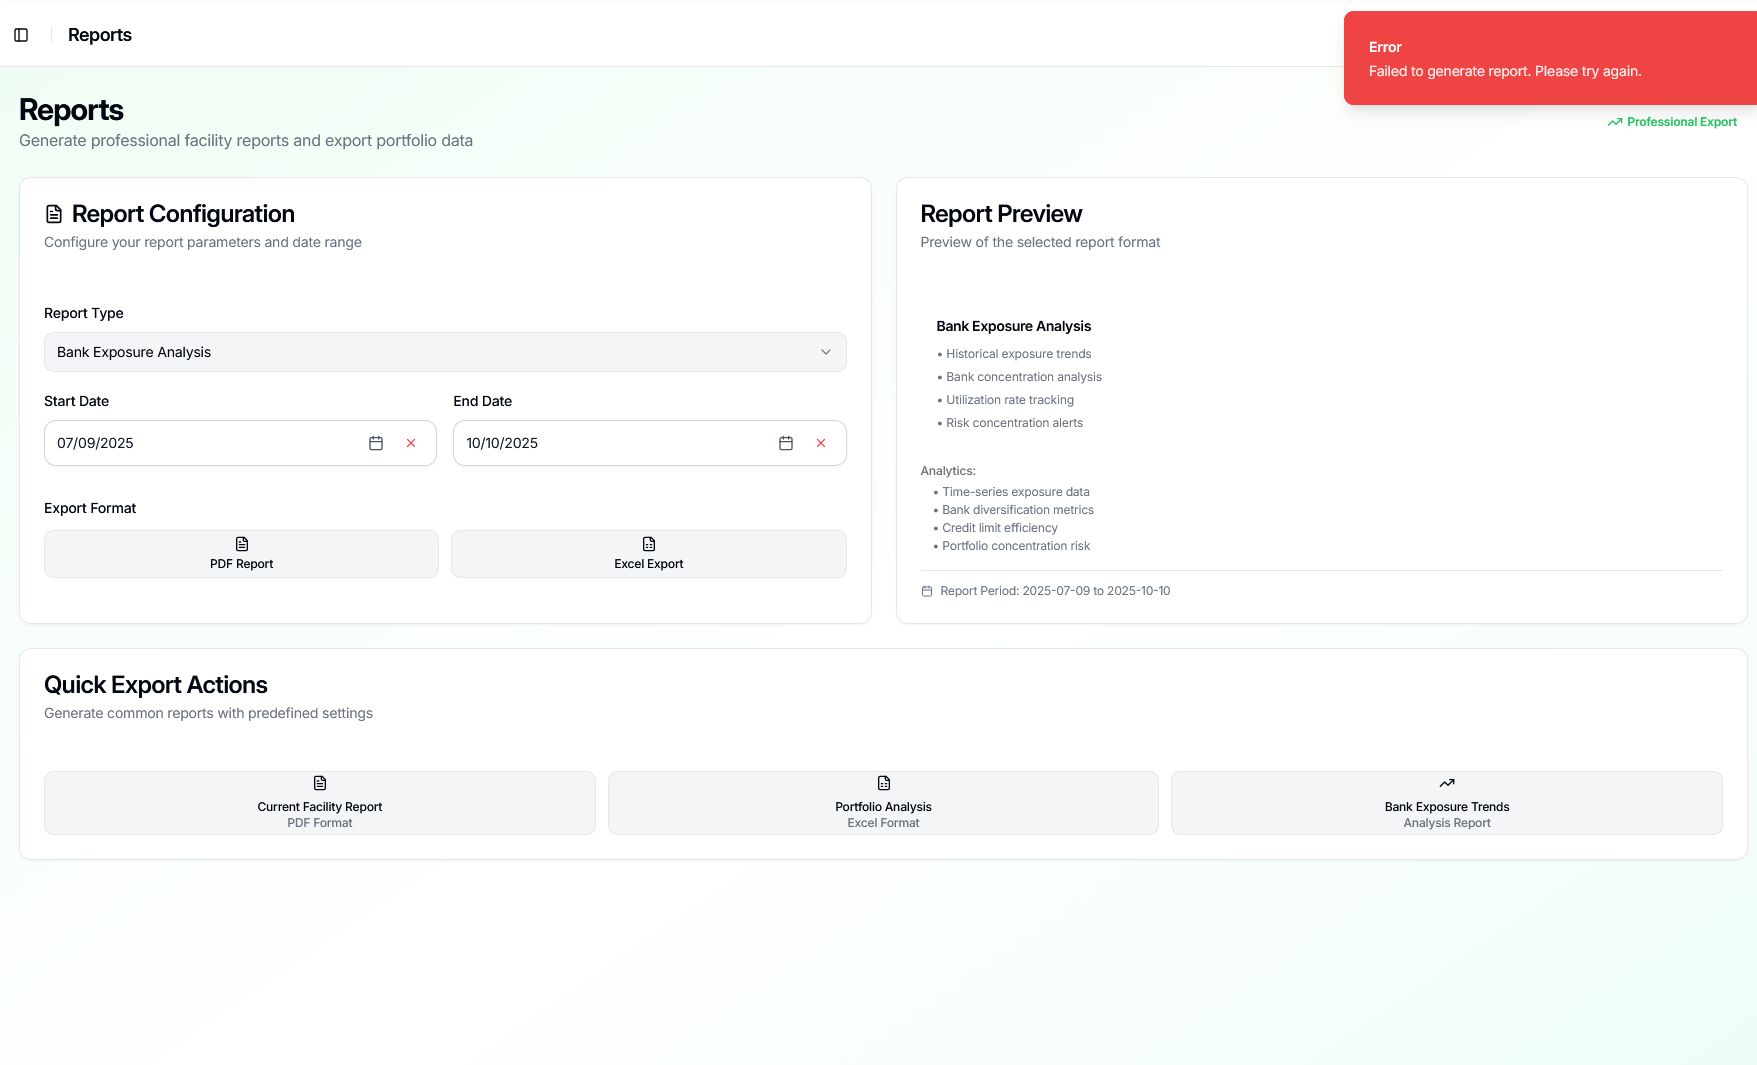 Reports
Error
Failed to generate report. Please try again.
Reports
Generate professional facility reports and export portfolio data
Professional Export
Report Configuration
Configure your report parameters and date range
Report Type
Bank Exposure Analysis
Start Date
End Date
07/09/2025
10/10/2025
Export Format
PDF Report
Excel Export
Report Preview
Preview of the selected report format
Bank Exposure Analysis
• Historical exposure trends
• Bank concentration analysis
• Utilization rate tracking
• Risk concentration alerts
Analytics:
• Time-series exposure data
• Bank diversification metrics
• Credit limit efficiency
• Portfolio concentration risk
Report Period: 2025-07-09 to 2025-10-10
Quick Export Actions
Generate common reports with predefined settings
Current Facility Report
PDF Format
Portfolio Analysis
Excel Format
Bank Exposure Trends
Analysis Report